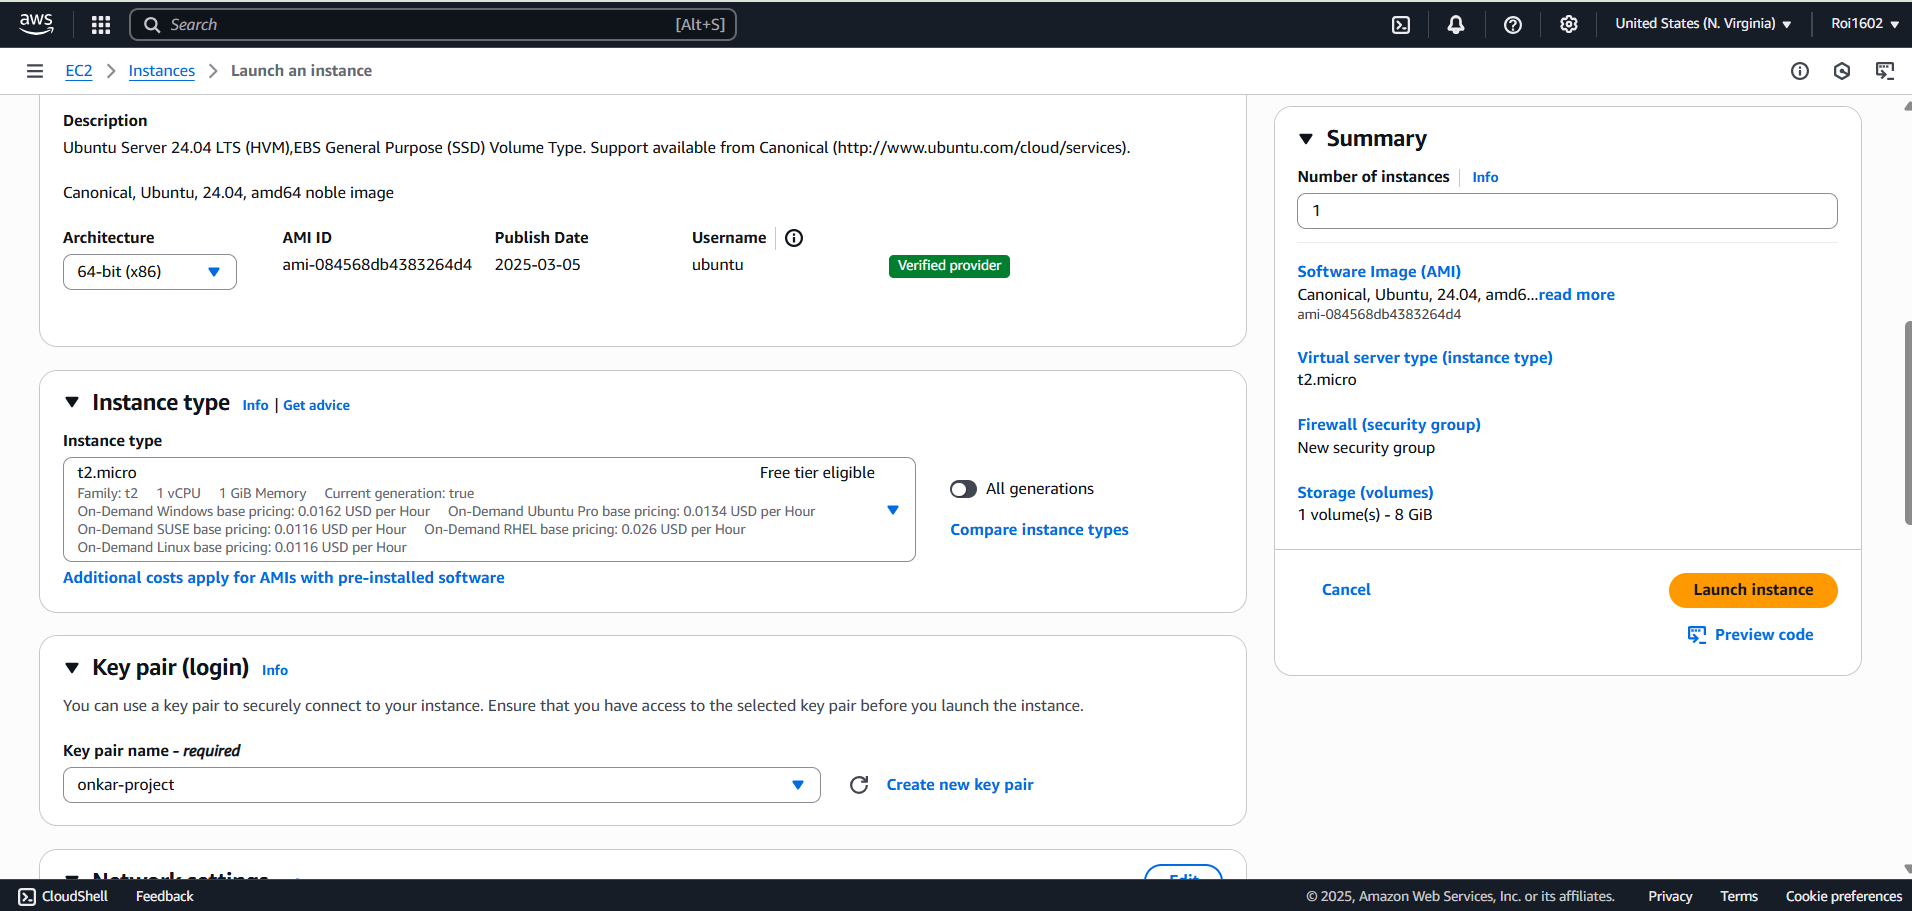 aws
Search [Alt+S]
United States (N. Virginia)
Roi1602
EC2
Instances
Launch an instance
Description
Ubuntu Server 24.04 LTS (HVM),EBS General Purpose (SSD) Volume Type. Support available from Canonical (http://www.ubuntu.com/cloud/services).
Canonical, Ubuntu, 24.04, amd64 noble image
Architecture AMI ID Publish Date Username
64-bit (x86) ami-084568db4383264d4 2025-03-05 ubuntu Verified provider
Instance type Info | Get advice
Instance type
t2.micro Free tier eligible
Family: t2 1 vCPU 1 GiB Memory Current generation: true
On-Demand Windows base pricing: 0.0162 USD per Hour On-Demand Ubuntu Pro base pricing: 0.0134 USD per Hour
On-Demand SUSE base pricing: 0.0116 USD per Hour On-Demand RHEL base pricing: 0.026 USD per Hour
On-Demand Linux base pricing: 0.0116 USD per Hour
All generations
Compare instance types
Additional costs apply for AMIs with pre-installed software
Key pair (login) Info
You can use a key pair to securely connect to your instance. Ensure that you have access to the selected key pair before you launch the instance.
Key pair name - required
onkar-project
Create new key pair
Network settings
Edit
Summary
Number of instances Info
1
Software Image (AMI)
Canonical, Ubuntu, 24.04, amd6...read more
ami-084568db4383264d4
Virtual server type (instance type)
t2.micro
Firewall (security group)
New security group
Storage (volumes)
1 volume(s) - 8 GiB
Cancel
Launch instance
Preview code
CloudShell Feedback
© 2025, Amazon Web Services, Inc. or its affiliates. Privacy Terms Cookie preferences